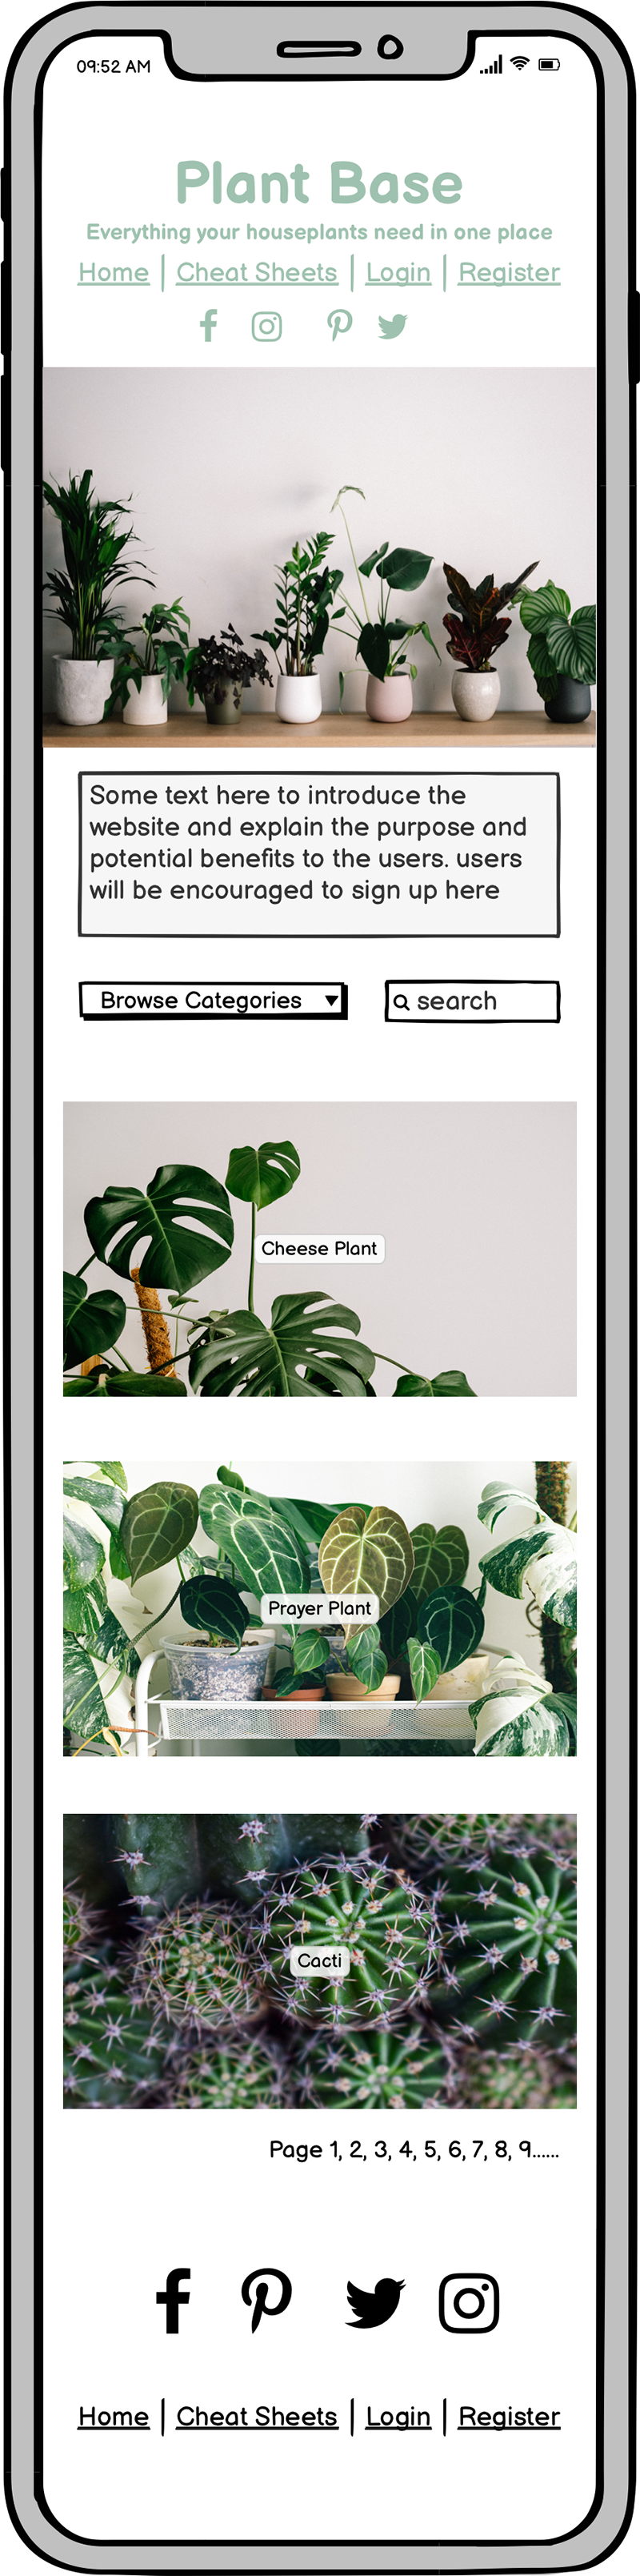 09:52 AM
Plant Base
Everything your houseplants need in one place
Home | Cheat Sheets | Login | Register
Some text here to introduce the
website and explain the purpose and
potential benefits to the users. users
will be encouraged to sign up here
Browse Categories
search
Cheese Plant
Prayer Plant
Cacti
Page 1, 2, 3, 4, 5, 6, 7, 8, 9......
Home | Cheat Sheets | Login | Register